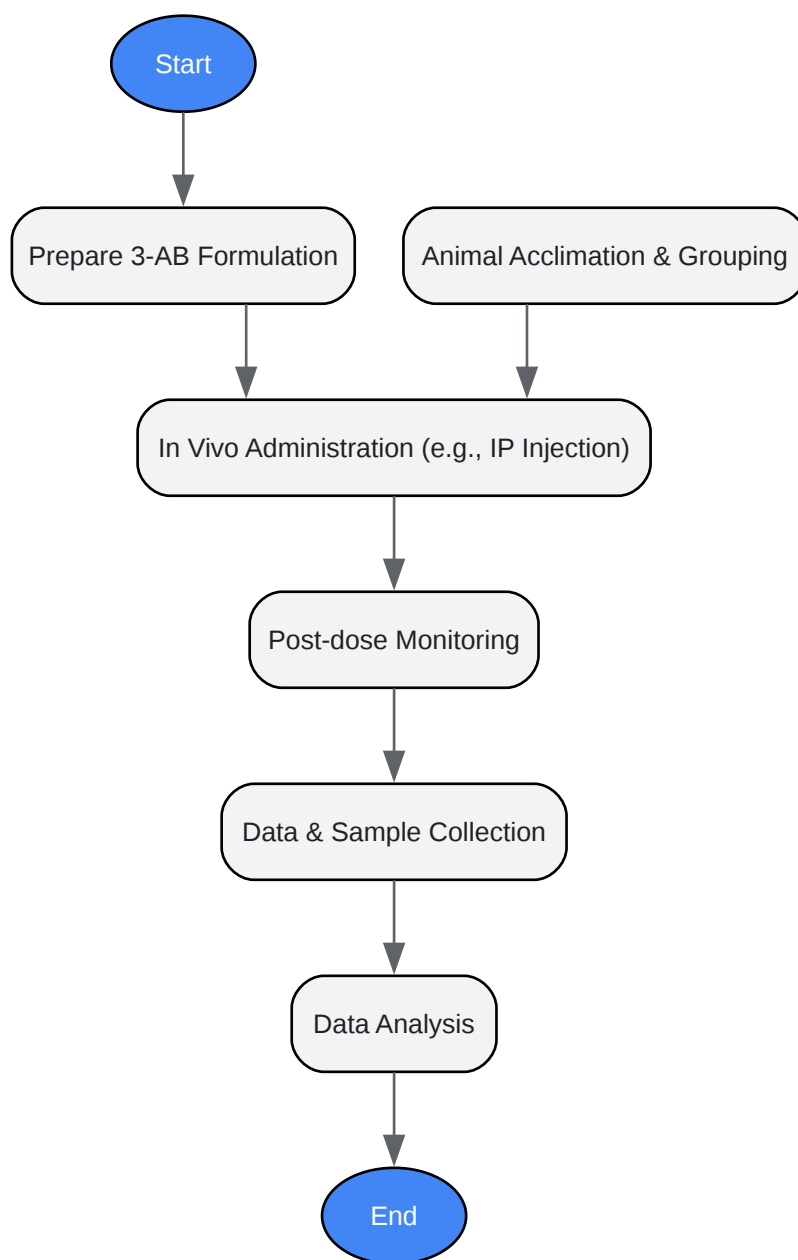 Start
Prepare 3-AB Formulation
Animal Acclimation & Grouping
In Vivo Administration (e.g., IP Injection)
Post-dose Monitoring
Data & Sample Collection
Data Analysis
End